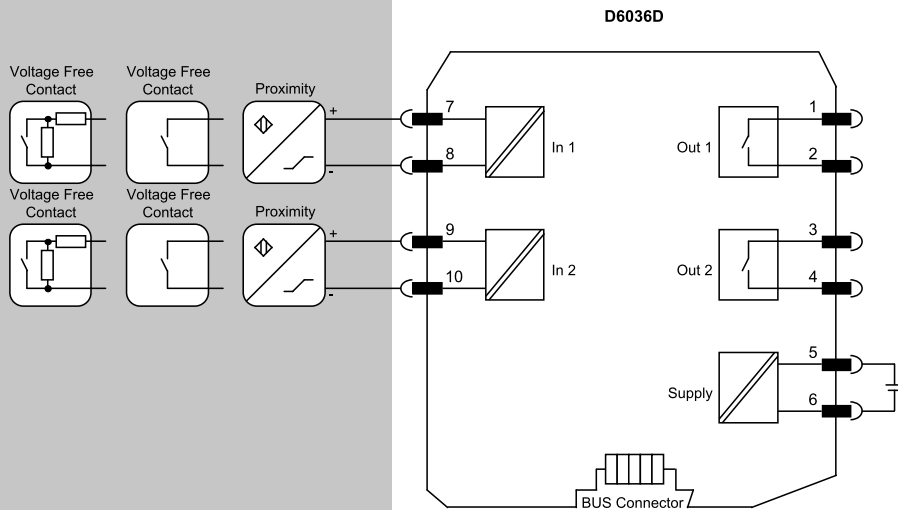 D6036D
Voltage Free
Contact
Voltage Free
Contact
Proximity
+
-
7
8
In 1
Out 1
1
2
Voltage Free
Contact
Voltage Free
Contact
Proximity
+
-
9
10
In 2
Out 2
3
4
Supply
5
6
BUS Connector